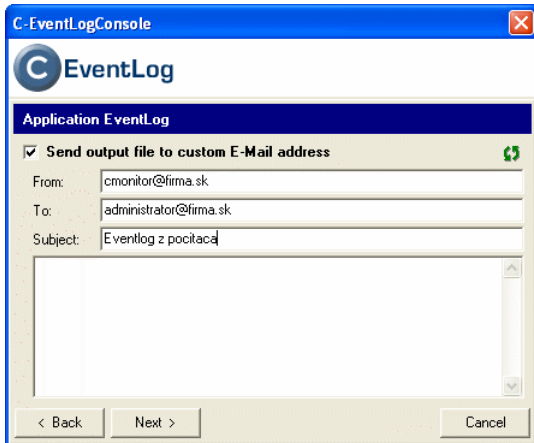 C-EventLogConsole
C EventLog
Application EventLog
Send output file to custom E-Mail address
From: cmonitor@firma.sk
To: administrator@firma.sk
Subject: Eventlog z pocitaca
< Back Next > Cancel